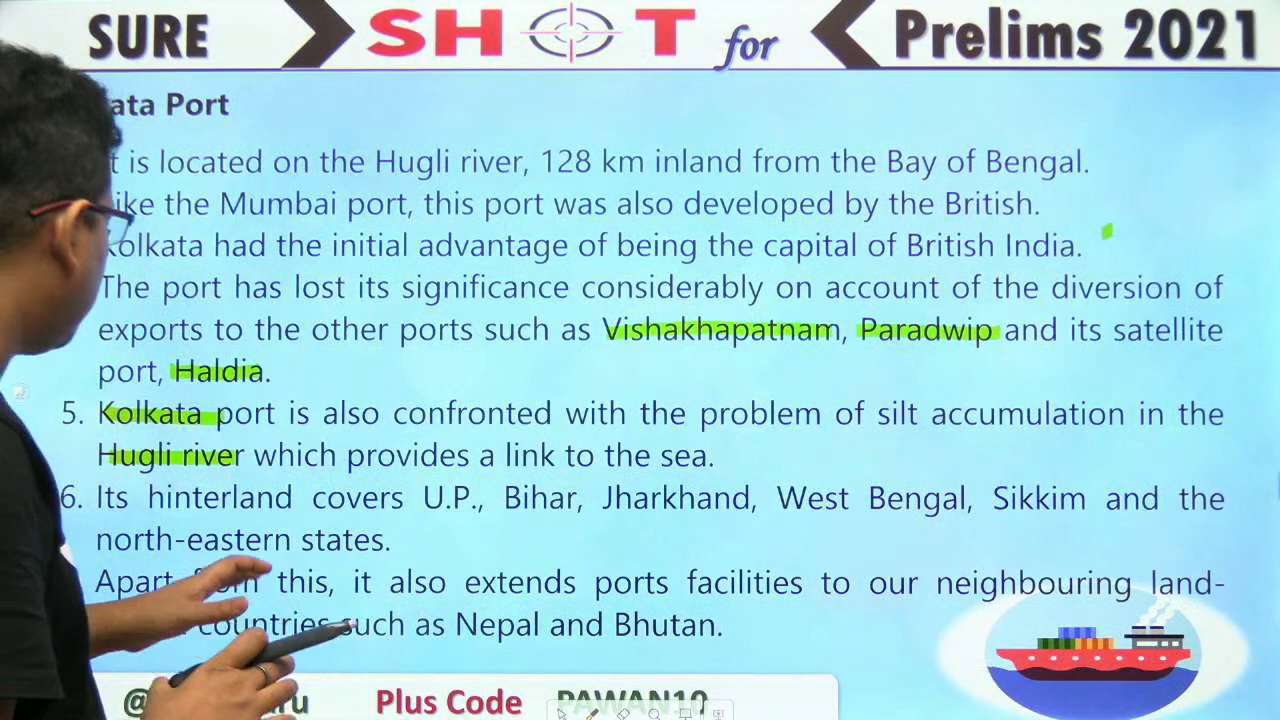 SURE SHOT for Prelims 2021
ata Port
t is located on the Hugli river, 128 km inland from the Bay of Bengal.
ike the Mumbai port, this port was also developed by the British.
Kolkata had the initial advantage of being the capital of British India.
The port has lost its significance considerably on account of the diversion of
exports to the other ports such as Vishakhapatnam, Paradwip and its satellite
port, Haldia.
5. Kolkata port is also confronted with the problem of silt accumulation in the
Hugli river which provides a link to the sea.
6. Its hinterland covers U.P., Bihar, Jharkhand, West Bengal, Sikkim and the
north-eastern states.
Apart from this, it also extends ports facilities to our neighbouring land-
countries such as Nepal and Bhutan.
@ ru Plus Code PAWAN10